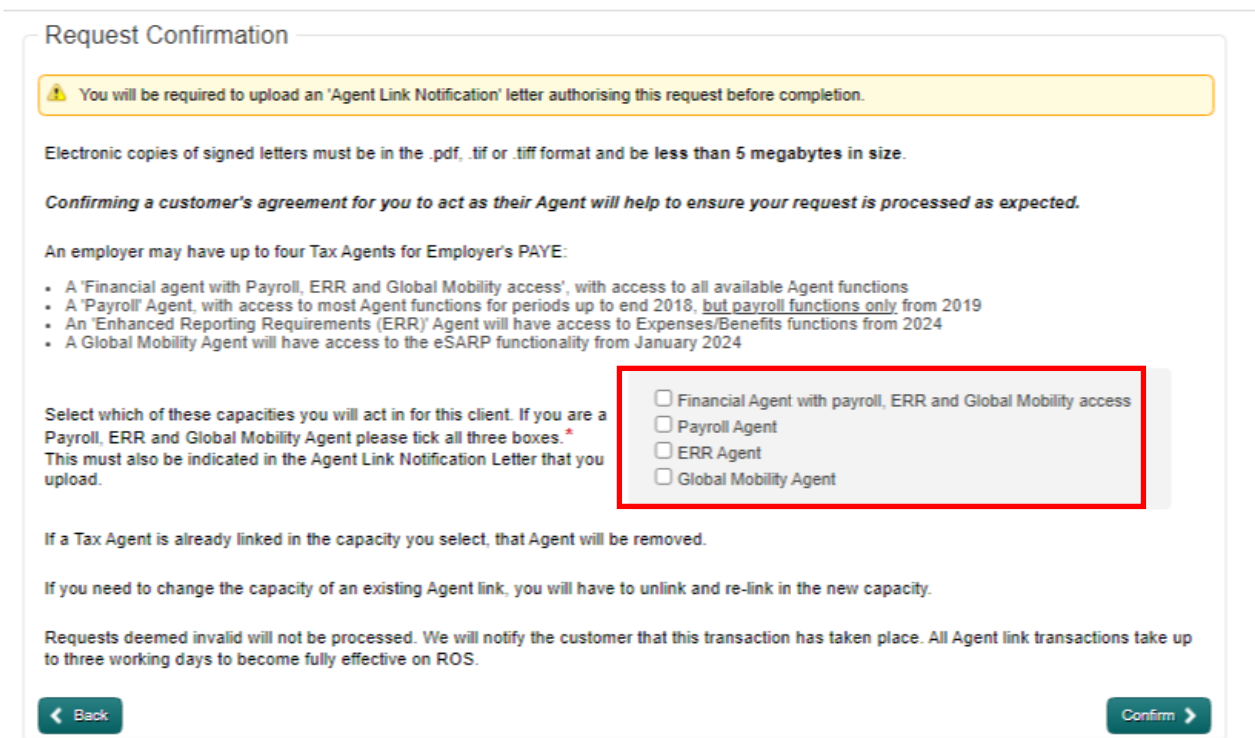 Request Confirmation
You will be required to upload an 'Agent Link Notification' letter authorising this request before completion.
Electronic copies of signed letters must be in the .pdf, .tif or .tiff format and be less than 5 megabytes in size.
Confirming a customer's agreement for you to act as their Agent will help to ensure your request is processed as expected.
An employer may have up to four Tax Agents for Employer's PAYE:
• A 'Financial agent with Payroll, ERR and Global Mobility access', with access to all available Agent functions
• A 'Payroll' Agent, with access to most Agent functions for periods up to end 2018, but payroll functions only from 2019
• An 'Enhanced Reporting Requirements (ERR)' Agent will have access to Expenses/Benefits functions from 2024
• A Global Mobility Agent will have access to the eSARP functionality from January 2024
Select which of these capacities you will act in for this client. If you are a
Payroll, ERR and Global Mobility Agent please tick all three boxes.*
This must also be indicated in the Agent Link Notification Letter that you
upload.
Financial Agent with payroll, ERR and Global Mobility access
Payroll Agent
ERR Agent
Global Mobility Agent
If a Tax Agent is already linked in the capacity you select, that Agent will be removed.
If you need to change the capacity of an existing Agent link, you will have to unlink and re-link in the new capacity.
Requests deemed invalid will not be processed. We will notify the customer that this transaction has taken place. All Agent link transactions take up
to three working days to become fully effective on ROS.
Back
Confirm